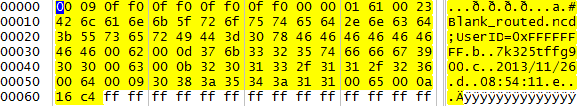 00000 00 09 0f f0 0f f0 0f f0 0f f0 00 00 01 61 00 23 ...ð.ð.ð.ð...a.#
00010 42 6c 61 6e 6b 5f 72 6f 75 74 65 64 2e 6e 63 64 Blank_routed.ncd
00020 3b 55 73 65 72 49 44 3d 30 78 46 46 46 46 46 46 ;UserID=0xFFFFFF
00030 46 46 00 62 00 0d 37 6b 33 32 35 74 66 66 67 39 FF.b..7k325tffg9
00040 30 30 00 63 00 0b 32 30 31 33 2f 31 31 2f 32 36 00.c..2013/11/26
00050 00 64 00 09 30 38 3a 35 34 3a 31 31 00 65 00 0a .d..08:54:11.e..
00060 16 c4 ff ff ff ff ff ff ff ff ff ff ff ff ff ff .Äÿÿÿÿÿÿÿÿÿÿÿÿÿÿ